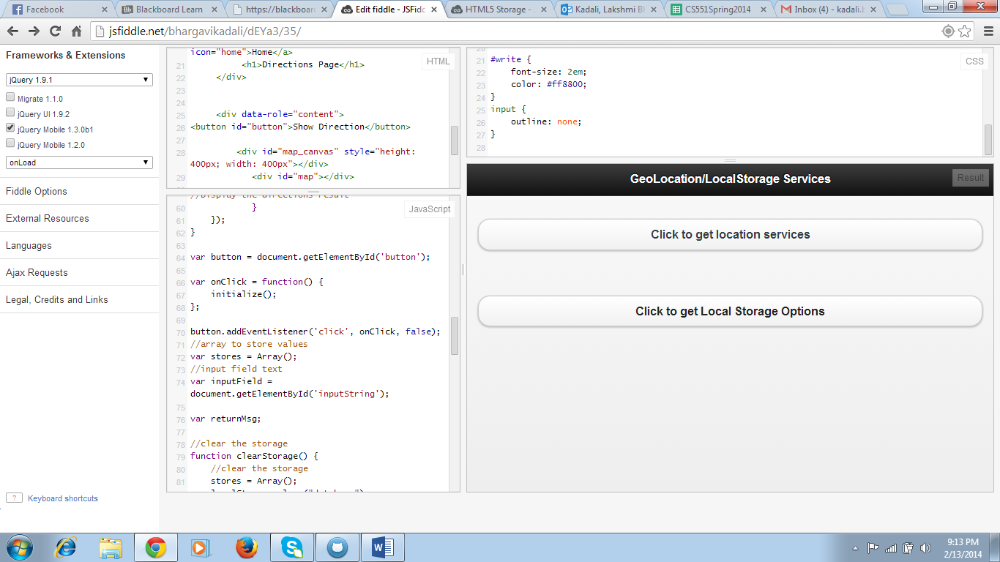 Facebook
Blackboard Learn
https://blackboar
Edit fiddle - JSFidd
HTML5 Storage -
Kadali, Lakshmi Bh
CS551Spring2014
Inbox (4) - kadali.b
jsfiddle.net/bhargavikadali/dEYa3/35/
Frameworks & Extensions
jQuery 1.9.1
Migrate 1.1.0
jQuery UI 1.9.2
jQuery Mobile 1.3.0b1
jQuery Mobile 1.2.0
onLoad
Fiddle Options
External Resources
Languages
Ajax Requests
Legal, Credits and Links
? Keyboard shortcuts
HTML
icon="home">Home</a>
21 <h1>Directions Page</h1>
22 </div>
23
24
25 <div data-role="content">
26 <button id="button">Show Direction</button>
27
28 <div id="map_canvas" style="height:
400px; width: 400px"></div>
29 <div id="map"></div>
JavaScript
//Display the directions result
60 }
61 });
62 }
63
64 var button = document.getElementById('button');
65
66 var onClick = function() {
67 initialize();
68 };
69
70 button.addEventListener('click', onClick, false);
71 //array to store values
72 var stores = Array();
73 //input field text
74 var inputField =
document.getElementById('inputString');
75
76 var returnMsg;
77
78 //clear the storage
79 function clearStorage() {
80 //clear the storage
81 stores = Array();
CSS
20
21 #write {
22 font-size: 2em;
23 color: #ff8800;
24 }
25 input {
26 outline: none;
27 }
28
GeoLocation/LocalStorage Services
Result
Click to get location services
Click to get Local Storage Options
9:13 PM
2/13/2014